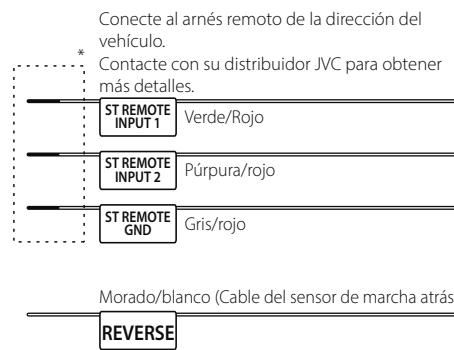 Conecte al arnés remoto de la dirección del
vehículo.
Contacte con su distribuidor JVC para obtener
más detalles.
*
ST REMOTE
INPUT 1
Verde/Rojo
ST REMOTE
INPUT 2
Púrpura/rojo
ST REMOTE
GND
Gris/rojo
Morado/blanco (Cable del sensor de marcha atrás
REVERSE